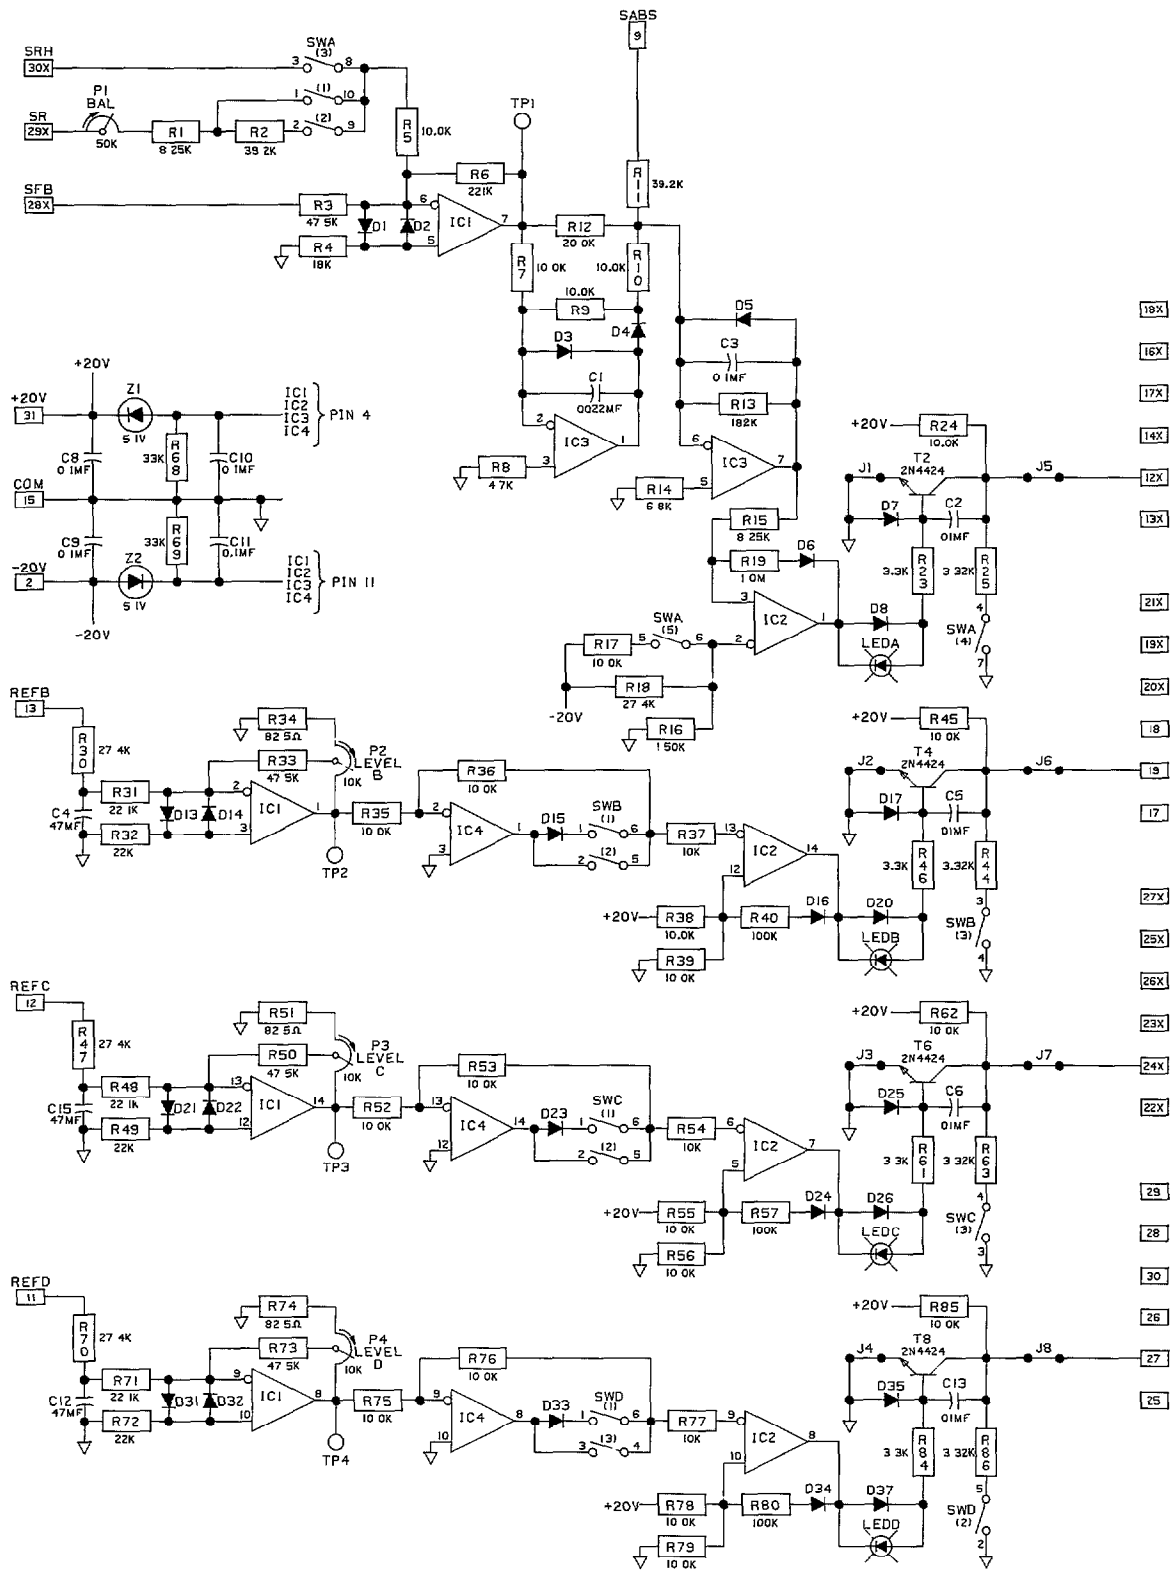 SABS
9
SRH
30X
SWA
(3)
3 8
P1
BAL
50K
SR
29X
R1
8 25K
R2
39 2K
1 (1) 10
2 (2) 9
R5
10.0K
TP1
R6
221K
R11
39.2K
SFB
28X
R3
47 5K
D1
D2
R4
18K
6
5
IC1
7
R12
20 0K
R7
10 0K
R10
10.0K
10.0K
R9
D3
D4
C1
0022MF
2
3
IC3
1
R8
4 7K
D5
C3
0 1MF
R13
182K
6
5
IC3
7
R14
6 8K
+20V
+20V
31
Z1
5 1V
IC1
IC2
IC3
IC4
PIN 4
C8
0 1MF
33K
R68
C10
0 1MF
COM
15
C9
0 1MF
33K
R69
C11
0.1MF
-20V
2
Z2
5 1V
IC1
IC2
IC3
IC4
PIN 11
-20V
R15
8 25K
R19
1 0M
D6
3
2
IC2
1
D8
LEDA
SWA
(5)
R17
10 0K
5 6
R18
27 4K
-20V
R16
1 50K
+20V
R24
10.0K
J1
T2
2N4424
J5
D7
C2
01MF
3.3K
R23
3 32K
R25
SWA
(4)
4
7
18X
16X
17X
14X
12X
13X
21X
19X
20X
18
19
17
27X
25X
26X
23X
24X
22X
29
28
30
26
27
25
REFB
13
R30
27 4K
C4
47MF
R31
22 1K
R32
22K
D13
D14
R34
82 5Ω
R33
47 5K
P2
LEVEL
B
10K
2
3
IC1
1
TP2
R35
10 0K
R36
10 0K
2
3
IC4
1
D15
SWB
(1)
1 6
2 (2) 5
R37
10K
13
12
IC2
14
+20V
R38
10.0K
R39
10 0K
R40
100K
D16
D20
LEDB
+20V
R45
10 0K
J2
T4
2N4424
J6
D17
C5
01MF
3.3K
R46
3.32K
R44
SWB
(3)
3
4
REFC
12
R47
27 4K
C15
47MF
R48
22 1K
R49
22K
D21
D22
R51
82 5Ω
R50
47 5K
P3
LEVEL
C
10K
13
12
IC1
14
TP3
R52
10 0K
R53
10 0K
13
12
IC4
14
D23
SWC
(1)
1 6
2 (2) 5
R54
10K
6
5
IC2
7
+20V
R55
10 0K
R56
10 0K
R57
100K
D24
D26
LEDC
+20V
R62
10 0K
J3
T6
2N4424
J7
D25
C6
01MF
3 3K
R61
3 32K
R63
SWC
(3)
4
3
REFD
11
R70
27 4K
C12
47MF
R71
22 1K
R72
22K
D31
D32
R74
82 5Ω
R73
47 5K
P4
LEVEL
D
10K
9
10
IC1
8
TP4
R75
10 0K
R76
10 0K
9
10
IC4
8
D33
SWD
(1)
1 6
3 (3) 4
R77
10K
9
10
IC2
8
+20V
R78
10 0K
R79
10 0K
R80
100K
D34
D37
LEDD
+20V
R85
10 0K
J4
T8
2N4424
J8
D35
C13
01MF
3 3K
R84
3 32K
R86
SWD
(2)
5
2